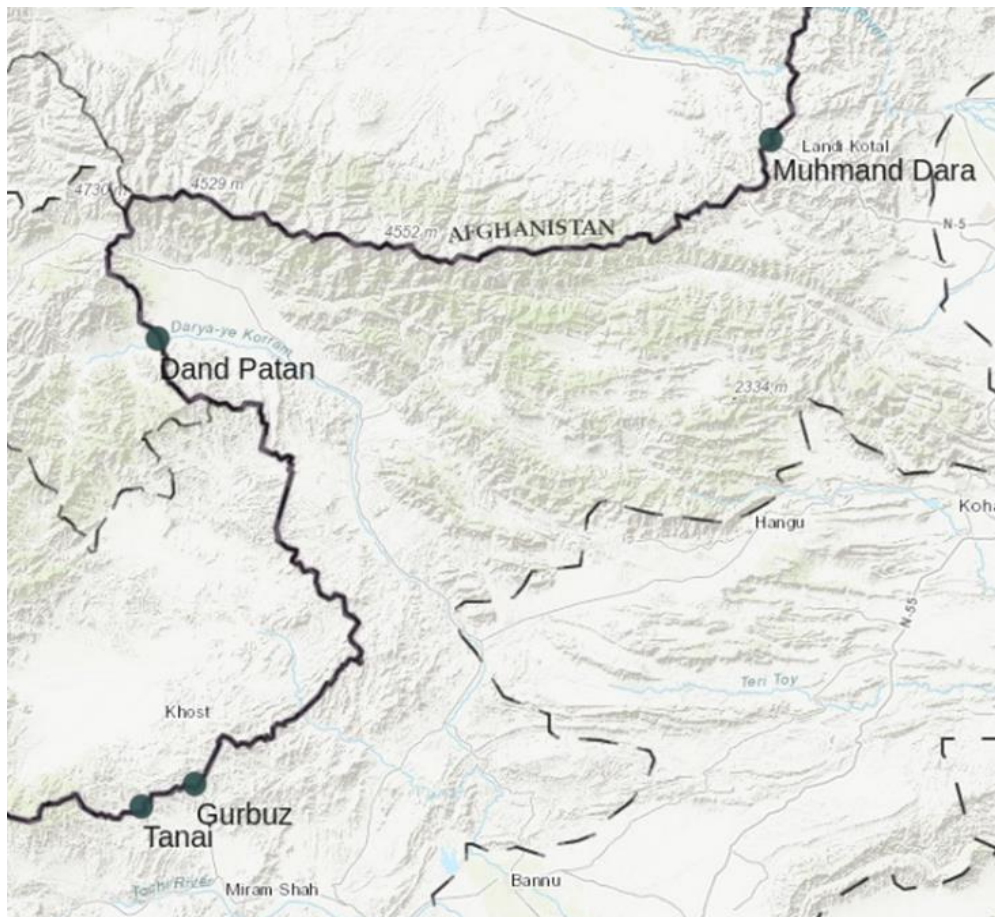 River
Landi Kotal
Muhmand Dara
4730 m
4529 m
4552 m
AFGHANISTAN
N-5
Darya-ye Korram
Dand Patan
2334 m
Hangu
Koha
N-55
Teri Toy
Khost
Gurbuz
Tanai
Tochi River
Miram Shah
Bannu